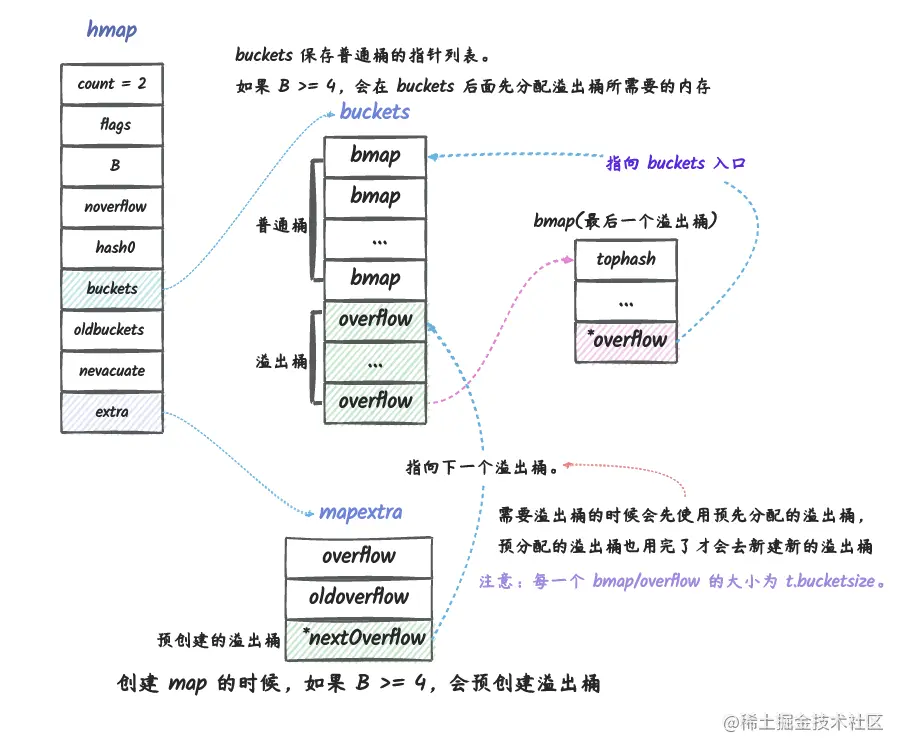 hmap
count = 2
flags
B
noverflow
hash0
buckets
oldbuckets
nevacuate
extra
buckets 保存普通桶的指针列表。
如果 B >= 4，会在 buckets 后面先分配溢出桶所需要的内存
buckets
bmap
bmap
...
bmap
overflow
...
overflow
普通桶
溢出桶
指向 buckets 入口
bmap(最后一个溢出桶)
tophash
...
*overflow
指向下一个溢出桶。
需要溢出桶的时候会先使用预先分配的溢出桶，
预分配的溢出桶也用完了才会去新建新的溢出桶
注意：每一个 bmap/overflow 的大小为 t.bucketsize。
mapextra
overflow
oldoverflow
*nextOverflow
预创建的溢出桶
创建 map 的时候，如果 B >= 4，会预创建溢出桶
@稀土掘金技术社区